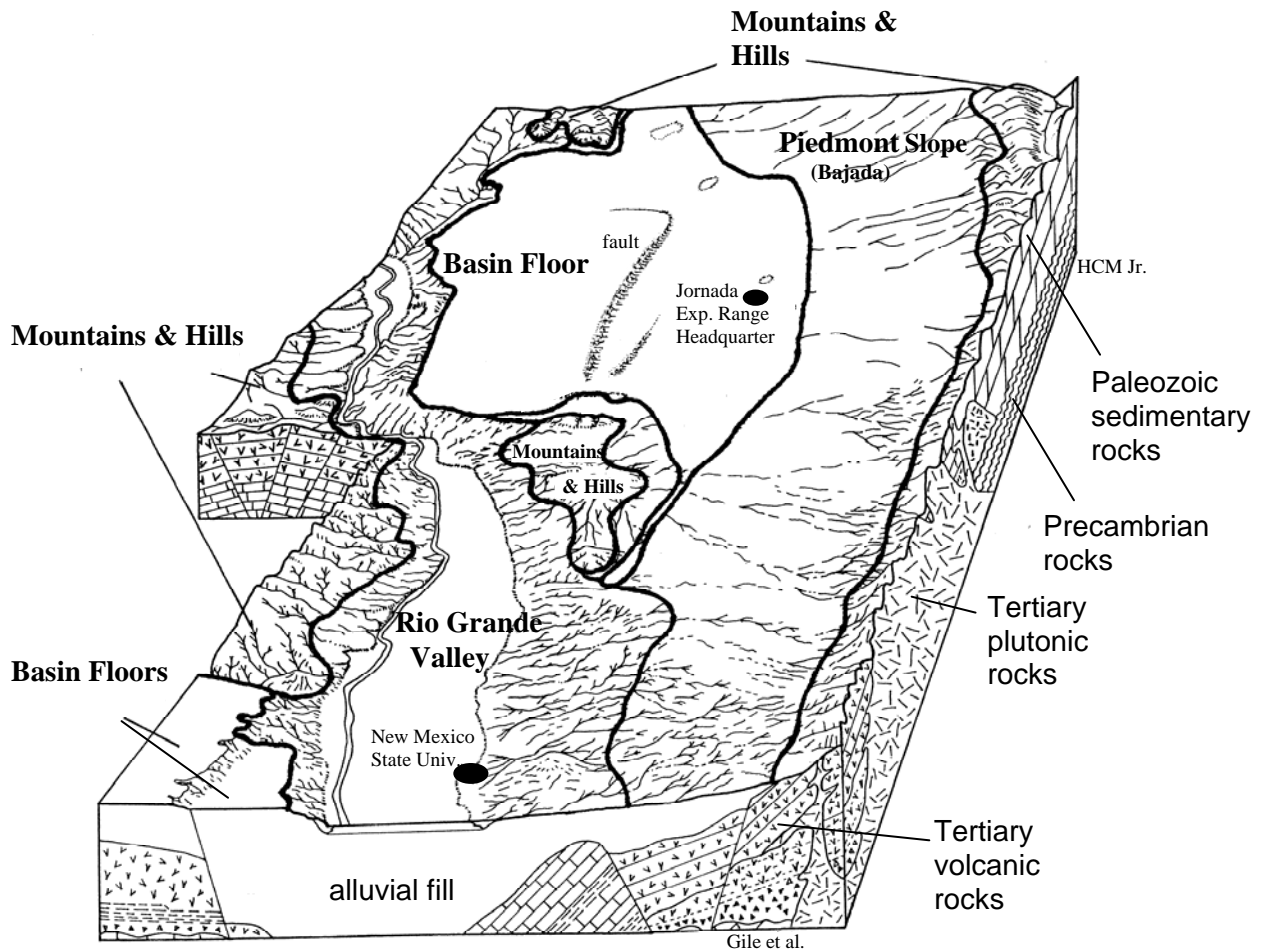 Mountains &
Hills
Piedmont Slope
(Bajada)
fault
Basin Floor
HCM Jr.
Jornada
Exp. Range
Headquarter
Mountains & Hills
Paleozoic
sedimentary
rocks
Mountains
& Hills
Precambrian
rocks
Tertiary
plutonic
rocks
Rio Grande
Valley
Basin Floors
New Mexico
State Univ.
Tertiary
volcanic
rocks
alluvial fill
Gile et al.